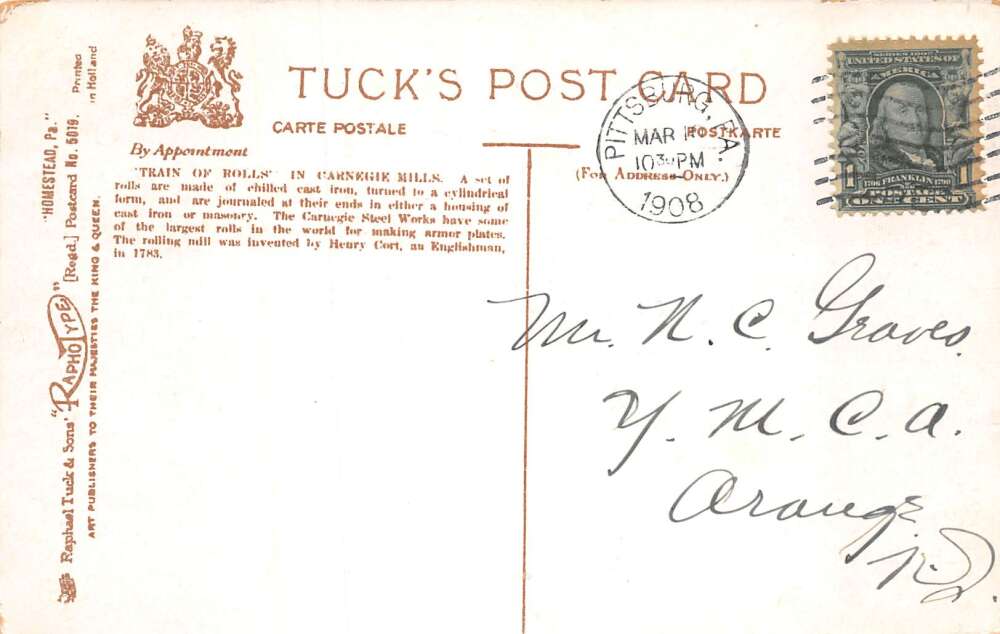 TUCK'S POST CARD
CARTE POSTALE
POSTKARTE
By Appointment
(For Address Only.)
"TRAIN OF ROLLS" IN CARNEGIE MILLS. A set of
rolls are made of chilled cast iron, turned to a cylindrical
form, and are journaled at their ends in either a housing of
cast iron or masonry. The Carnegie Steel Works have some
of the largest rolls in the world for making armor plates.
The rolling mill was invented by Henry Cort, an Englishman,
in 1783.
"HOMESTEAD, Pa."
Printed
in Holland
Raphael Tuck & Sons' "RAPHOTYPE" [Regd.] Postcard No. 5019.
ART PUBLISHERS TO THEIR MAJESTIES THE KING & QUEEN.
PITTSBURG, PA.
MAR
10 30 PM
1908
SERIES 1902
UNITED STATES OF
AMERICA
1 1706 FRANKLIN 1790 1
POSTAGE
ONE CENT
Mr. N. C. Graves.
Y. M. C. A.
Orange
N. J.